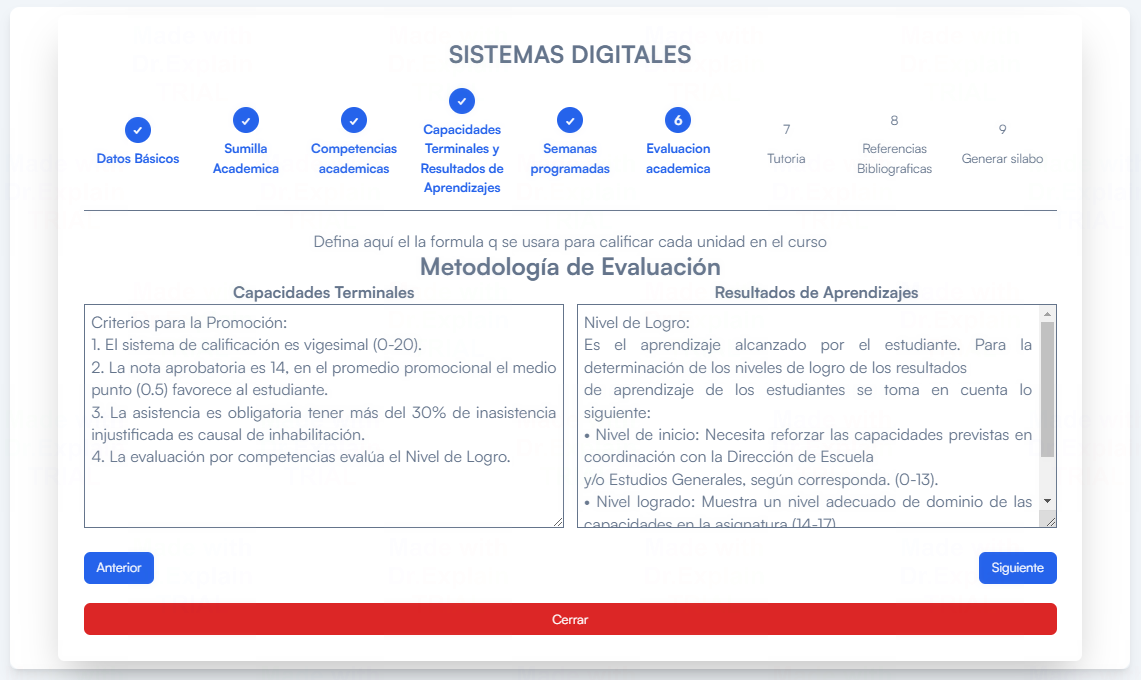 SISTEMAS DIGITALES
Datos Básicos
Sumilla
Academica
Competencias
academicas
Capacidades
Terminales y
Resultados de
Aprendizajes
Semanas
programadas
6
Evaluacion
academica
7
Tutoria
8
Referencias
Bibliograficas
9
Generar silabo
Defina aquí el la formula q se usara para calificar cada unidad en el curso
Metodología de Evaluación
Capacidades Terminales
Criterios para la Promoción:
1. El sistema de calificación es vigesimal (0-20).
2. La nota aprobatoria es 14, en el promedio promocional el medio
punto (0.5) favorece al estudiante.
3. La asistencia es obligatoria tener más del 30% de inasistencia
injustificada es causal de inhabilitación.
4. La evaluación por competencias evalúa el Nivel de Logro.
Resultados de Aprendizajes
Nivel de Logro:
Es el aprendizaje alcanzado por el estudiante. Para la
determinación de los niveles de logro de los resultados
de aprendizaje de los estudiantes se toma en cuenta lo
siguiente:
• Nivel de inicio: Necesita reforzar las capacidades previstas en
coordinación con la Dirección de Escuela
y/o Estudios Generales, según corresponda. (0-13).
• Nivel logrado: Muestra un nivel adecuado de dominio de las
capacidades en la asignatura (14-17)
Anterior
Siguiente
Cerrar